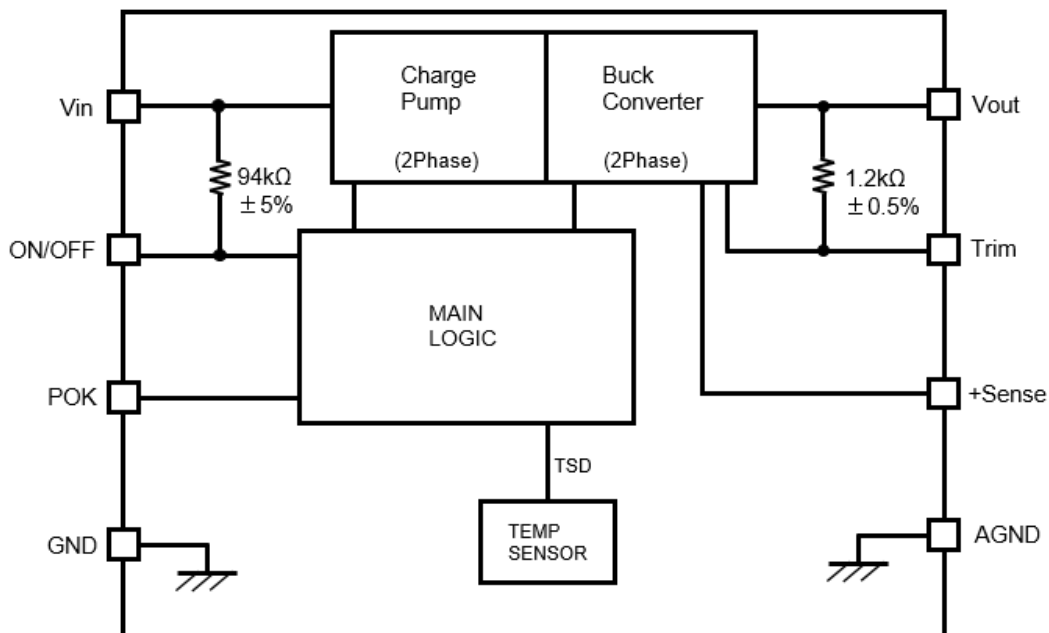 Charge
Pump
(2Phase)
Buck
Converter
(2Phase)
Vin
Vout
94kΩ
±5%
1.2kΩ
±0.5%
ON/OFF
Trim
MAIN
LOGIC
POK
+Sense
TSD
TEMP
SENSOR
GND
AGND